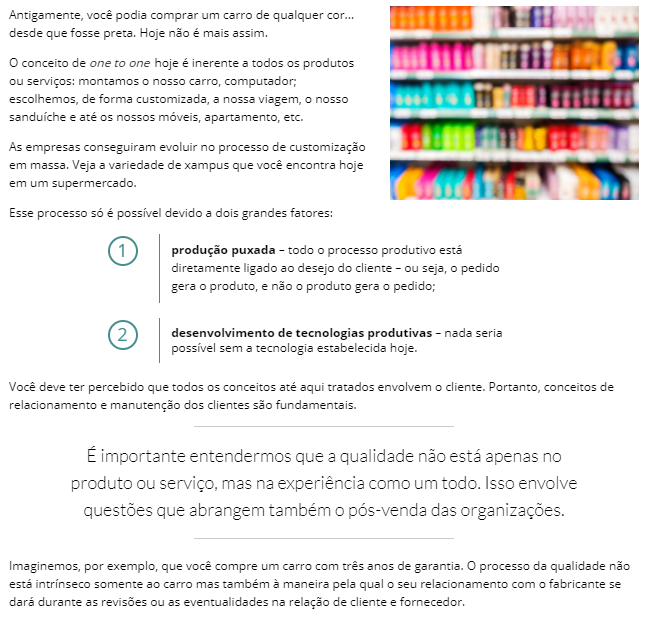 Antigamente, você podia comprar um carro de qualquer cor...
desde que fosse preta. Hoje não é mais assim.
O conceito de one to one hoje é inerente a todos os produtos
ou serviços: montamos o nosso carro, computador;
escolhemos, de forma customizada, a nossa viagem, o nosso
sanduíche e até os nossos móveis, apartamento, etc.
As empresas conseguiram evoluir no processo de customização
em massa. Veja a variedade de xampus que você encontra hoje
em um supermercado.
Esse processo só é possível devido a dois grandes fatores:
1
produção puxada – todo o processo produtivo está
diretamente ligado ao desejo do cliente – ou seja, o pedido
gera o produto, e não o produto gera o pedido;
2
desenvolvimento de tecnologias produtivas – nada seria
possível sem a tecnologia estabelecida hoje.
Você deve ter percebido que todos os conceitos até aqui tratados envolvem o cliente. Portanto, conceitos de
relacionamento e manutenção dos clientes são fundamentais.
É importante entendermos que a qualidade não está apenas no
produto ou serviço, mas na experiência como um todo. Isso envolve
questões que abrangem também o pós-venda das organizações.
Imaginemos, por exemplo, que você compre um carro com três anos de garantia. O processo da qualidade não
está intrínseco somente ao carro mas também à maneira pela qual o seu relacionamento com o fabricante se
dará durante as revisões ou as eventualidades na relação de cliente e fornecedor.